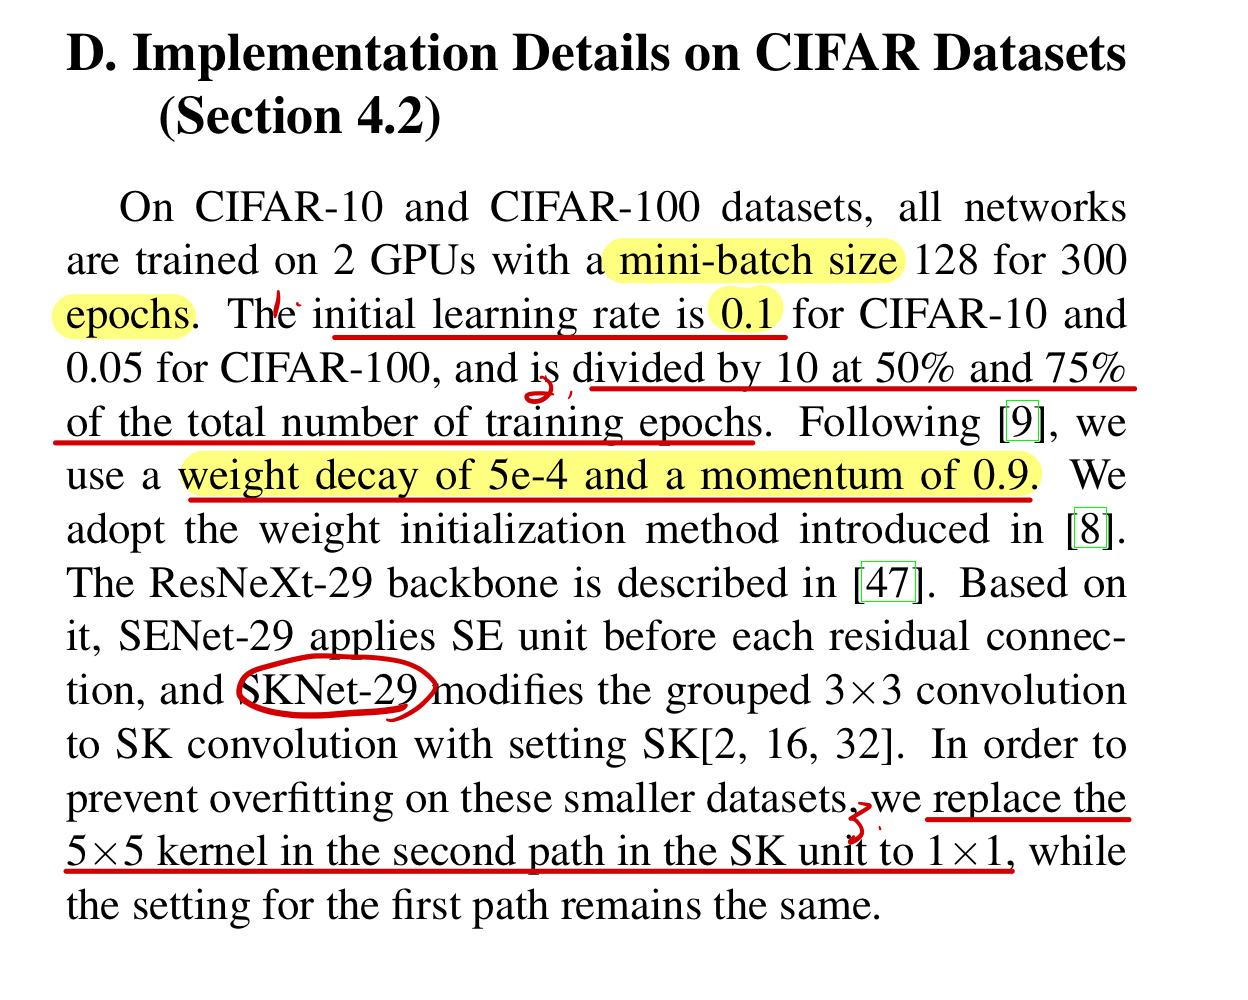 D. Implementation Details on CIFAR Datasets
(Section 4.2)
On CIFAR-10 and CIFAR-100 datasets, all networks
are trained on 2 GPUs with a mini-batch size 128 for 300
epochs. The initial learning rate is 0.1 for CIFAR-10 and
0.05 for CIFAR-100, and is divided by 10 at 50% and 75%
of the total number of training epochs. Following [9], we
use a weight decay of 5e-4 and a momentum of 0.9. We
adopt the weight initialization method introduced in [8].
The ResNeXt-29 backbone is described in [47]. Based on
it, SENet-29 applies SE unit before each residual connec-
tion, and SKNet-29 modifies the grouped 3×3 convolution
to SK convolution with setting SK[2, 16, 32]. In order to
prevent overfitting on these smaller datasets, we replace the
5×5 kernel in the second path in the SK unit to 1×1, while
the setting for the first path remains the same.
1.
2,
3.